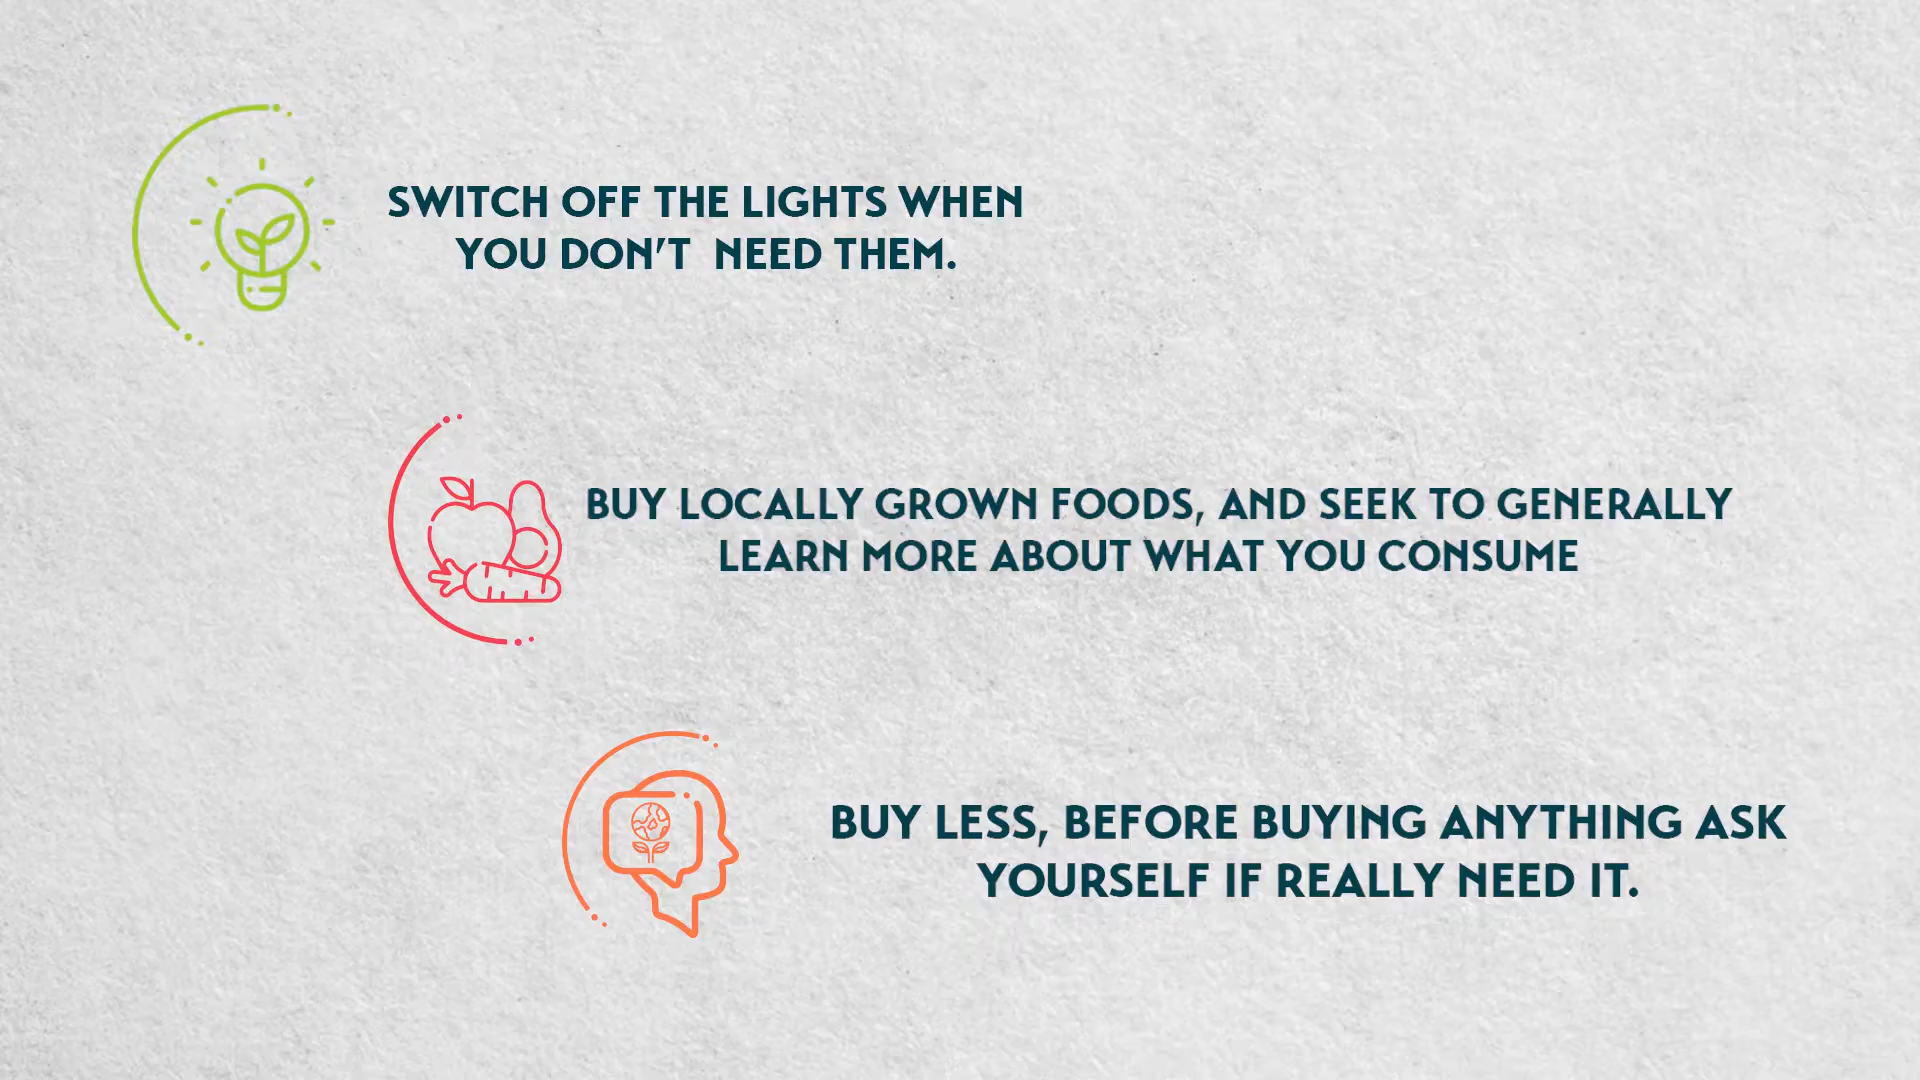 SWITCH OFF THE LIGHTS WHEN
YOU DON’T  NEED THEM.
BUY LOCALLY GROWN FOODS, AND SEEK TO GENERALLY
LEARN MORE ABOUT WHAT YOU CONSUME
BUY LESS, BEFORE BUYING ANYTHING ASK
YOURSELF IF REALLY NEED IT.